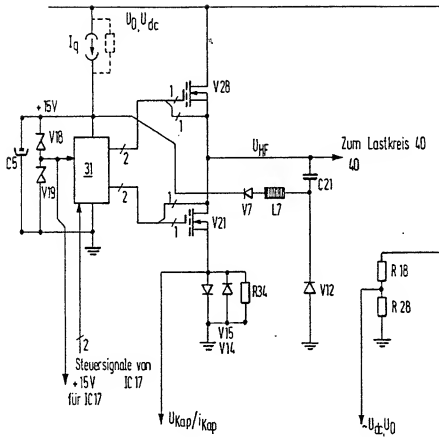 U0,Udc
Iq
1
V28
+15V
2
1
V18
C5
31
UHF
Zum Lastkreis 40
40
V19
2
1
C21
V7
L7
1
V21
R18
R34
V12
R28
V15
V14
2
Steuersignale von
IC17
+15V
für IC17
UKap/iKap
~Udc,U0